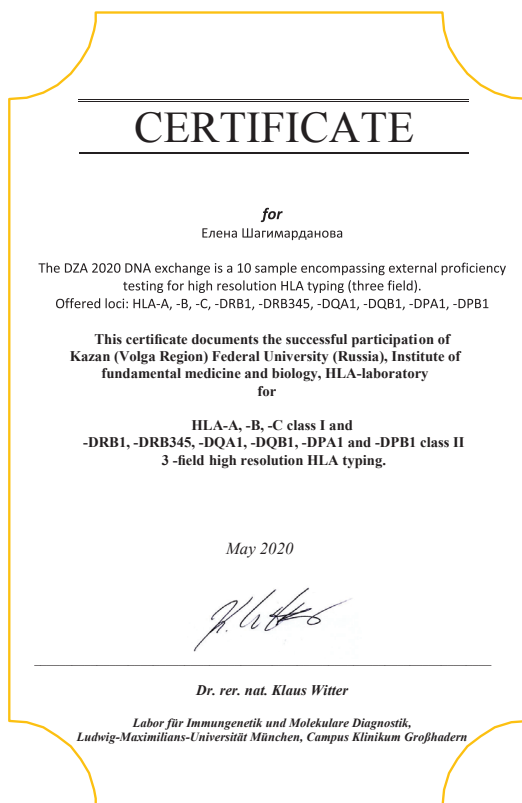 CERTIFICATE
for
Елена Шагимарданова
The DZA 2020 DNA exchange is a 10 sample encompassing external proficiency
testing for high resolution HLA typing (three field).
Offered loci: HLA-A, -B, -C, -DRB1, -DRB345, -DQA1, -DQB1, -DPA1, -DPB1
This certificate documents the successful participation of
Kazan (Volga Region) Federal University (Russia), Institute of
fundamental medicine and biology, HLA-laboratory
for
HLA-A, -B, -C class I and
-DRB1, -DRB345, -DQA1, -DQB1, -DPA1 and -DPB1 class II
3 -field high resolution HLA typing.
May 2020
K. Witter
Dr. rer. nat. Klaus Witter
Labor für Immungenetik und Molekulare Diagnostik,
Ludwig-Maximilians-Universität München, Campus Klinikum Großhadern